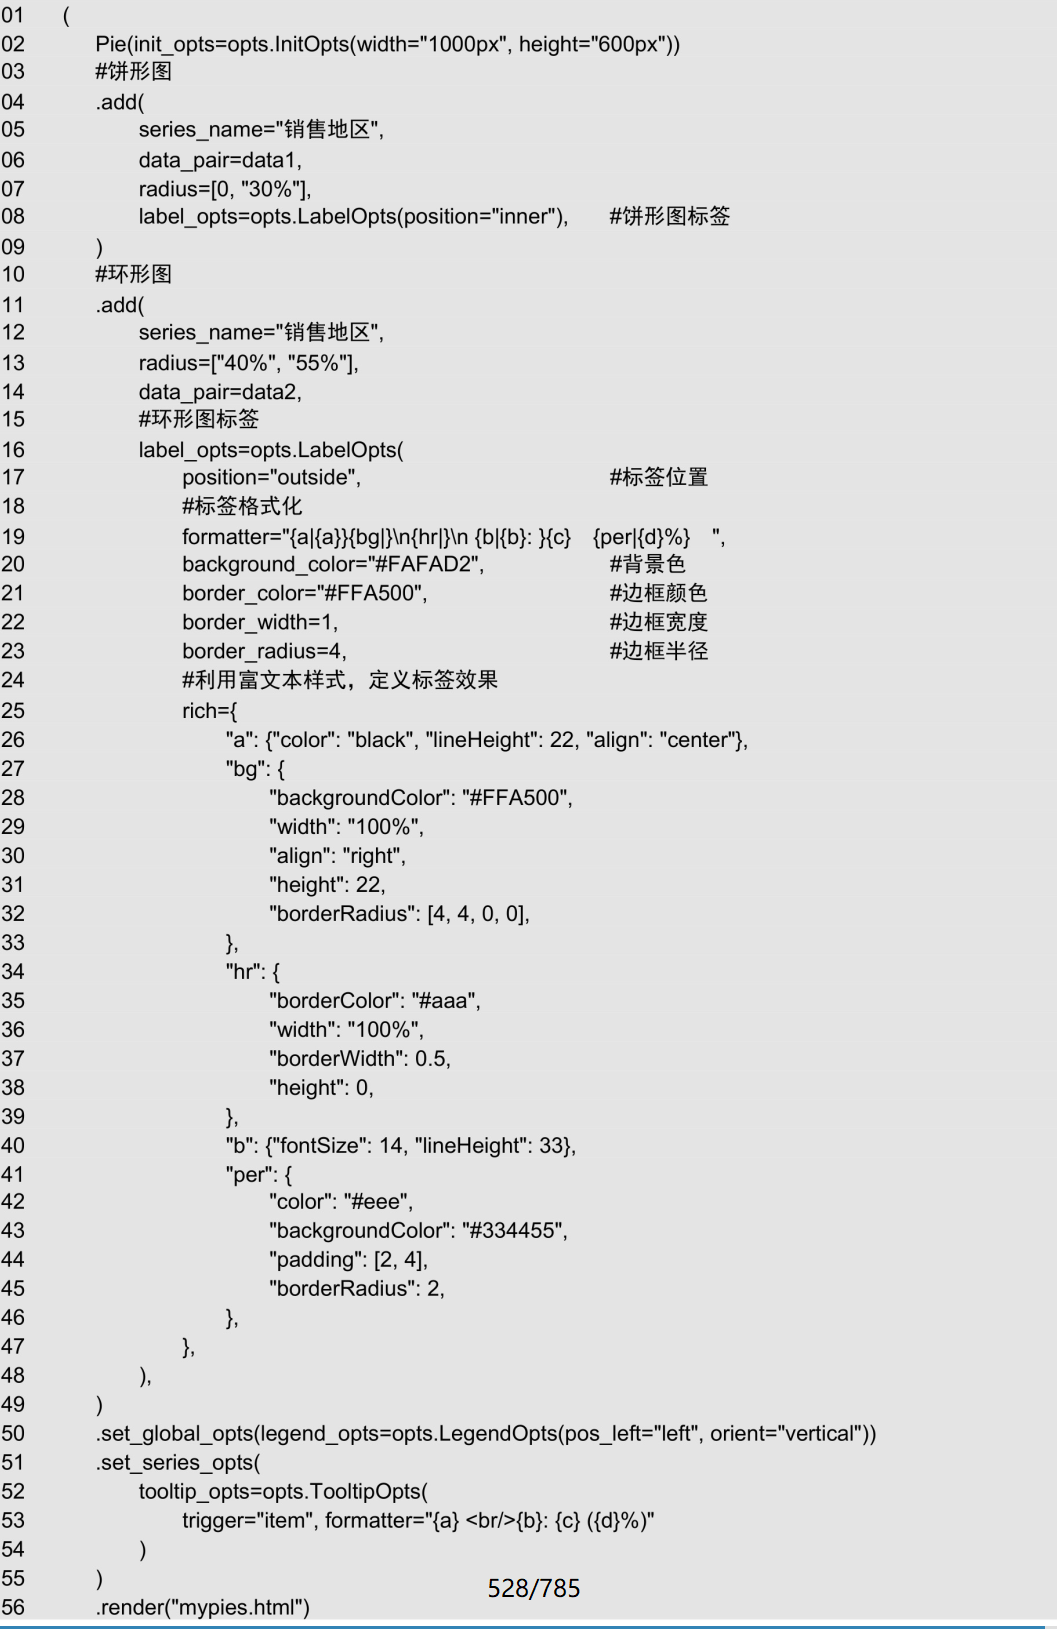 01 (
02 Pie(init_opts=opts.InitOpts(width="1000px", height="600px"))
03 #饼形图
04 .add(
05 series_name="销售地区",
06 data_pair=data1,
07 radius=[0, "30%"],
08 label_opts=opts.LabelOpts(position="inner"), #饼形图标签
09 )
10 #环形图
11 .add(
12 series_name="销售地区",
13 radius=["40%", "55%"],
14 data_pair=data2,
15 #环形图标签
16 label_opts=opts.LabelOpts(
17 position="outside", #标签位置
18 #标签格式化
19 formatter="{a|{a}}{bg|}\n{hr|}\n {b|{b}: }{c} {per|{d}%} ",
20 background_color="#FAFAD2", #背景色
21 border_color="#FFA500", #边框颜色
22 border_width=1, #边框宽度
23 border_radius=4, #边框半径
24 #利用富文本样式，定义标签效果
25 rich={
26 "a": {"color": "black", "lineHeight": 22, "align": "center"},
27 "bg": {
28 "backgroundColor": "#FFA500",
29 "width": "100%",
30 "align": "right",
31 "height": 22,
32 "borderRadius": [4, 4, 0, 0],
33 },
34 "hr": {
35 "borderColor": "#aaa",
36 "width": "100%",
37 "borderWidth": 0.5,
38 "height": 0,
39 },
40 "b": {"fontSize": 14, "lineHeight": 33},
41 "per": {
42 "color": "#eee",
43 "backgroundColor": "#334455",
44 "padding": [2, 4],
45 "borderRadius": 2,
46 },
47 },
48 ),
49 )
50 .set_global_opts(legend_opts=opts.LegendOpts(pos_left="left", orient="vertical"))
51 .set_series_opts(
52 tooltip_opts=opts.TooltipOpts(
53 trigger="item", formatter="{a} <br/>{b}: {c} ({d}%)"
54 )
55 )
56 .render("mypies.html")
528/785